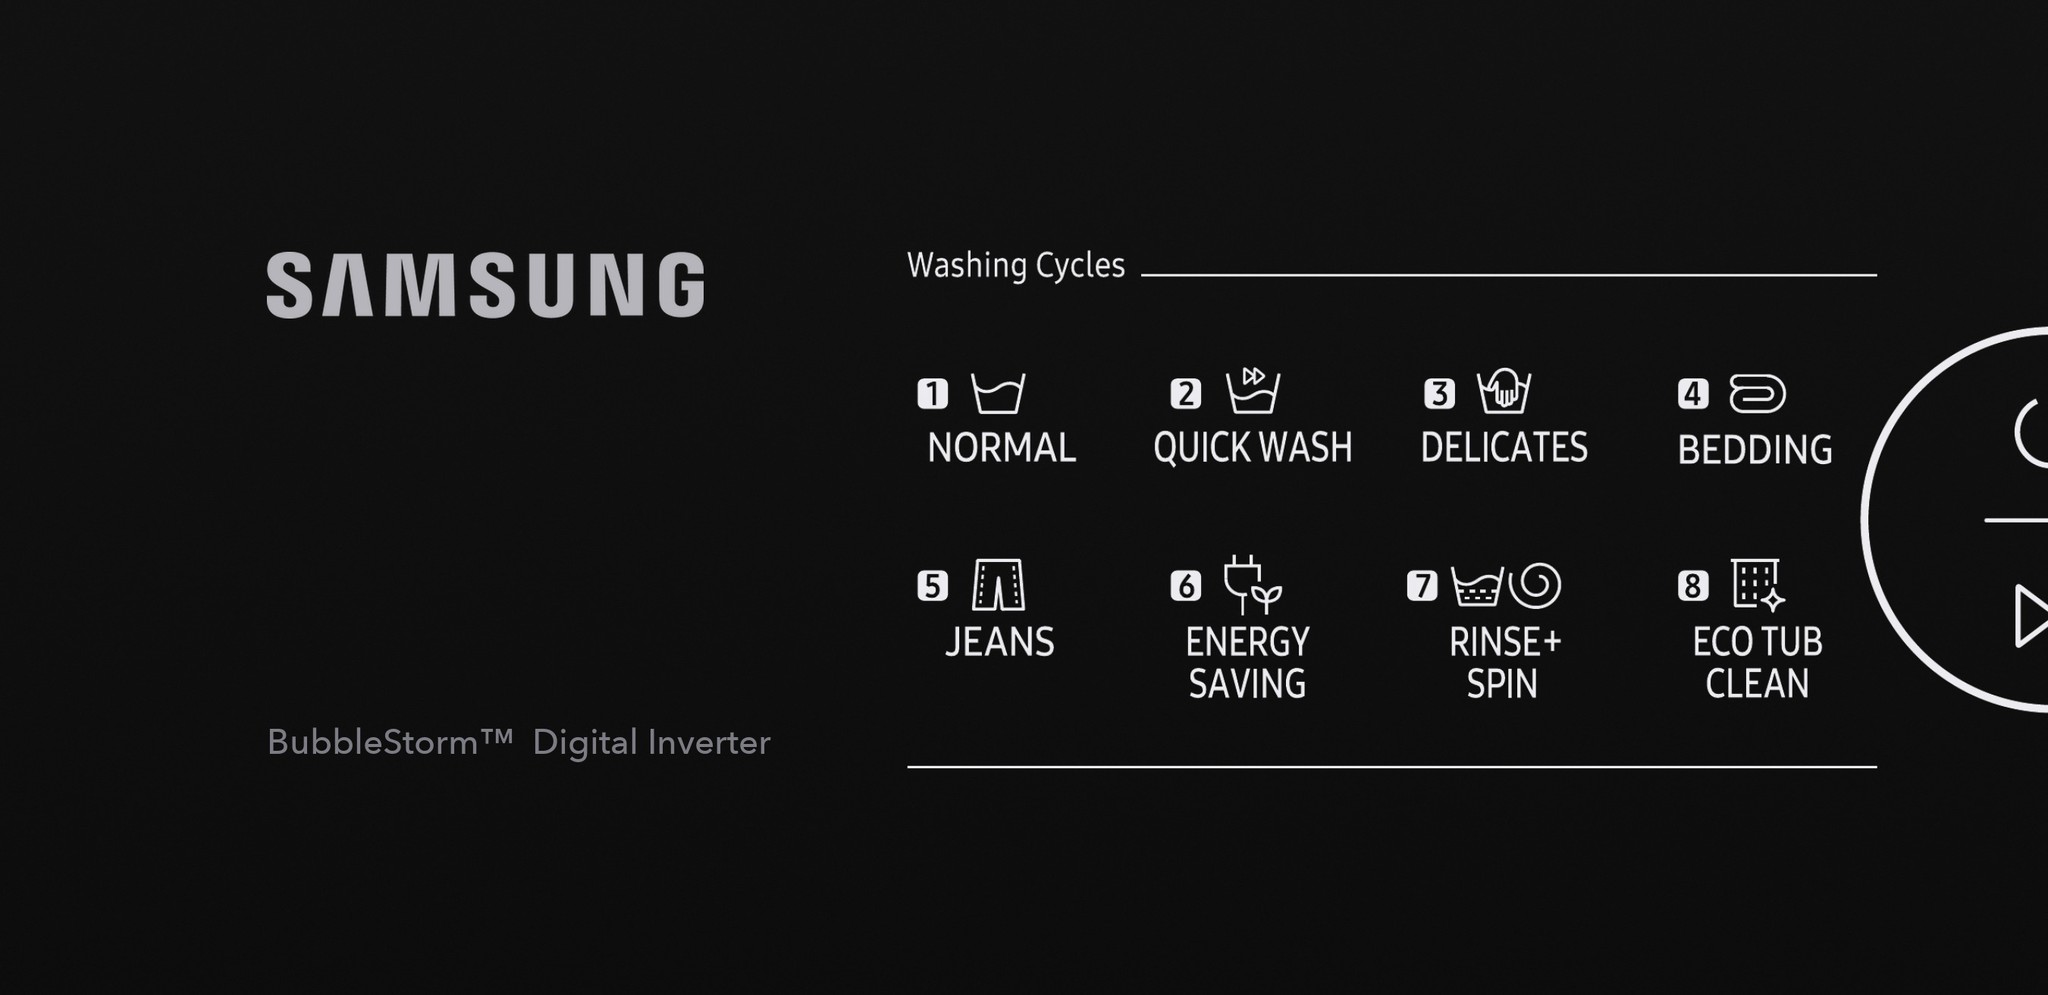 SAMSUNG
BubbleStorm™ Digital Inverter
Washing Cycles
1
NORMAL
2
QUICK WASH
3
DELICATES
4
BEDDING
5
JEANS
6
ENERGY
SAVING
7
RINSE+
SPIN
8
ECO TUB
CLEAN